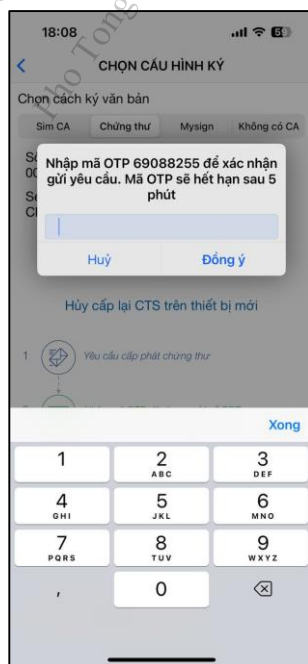 18:08
59
CHỌN CẤU HÌNH KÝ
Chọn cách ký văn bản
Sim CA
Chứng thư
Mysign
Không có CA
Nhập mã OTP 69088255 để xác nhận
gửi yêu cầu. Mã OTP sẽ hết hạn sau 5
phút
Huỷ
Đồng ý
Hủy cấp lại CTS trên thiết bị mới
1
Yêu cầu cấp phát chứng thư
Xong
1
2
ABC
3
DEF
4
GHI
5
JKL
6
MNO
7
PQRS
8
TUV
9
WXYZ
,
0